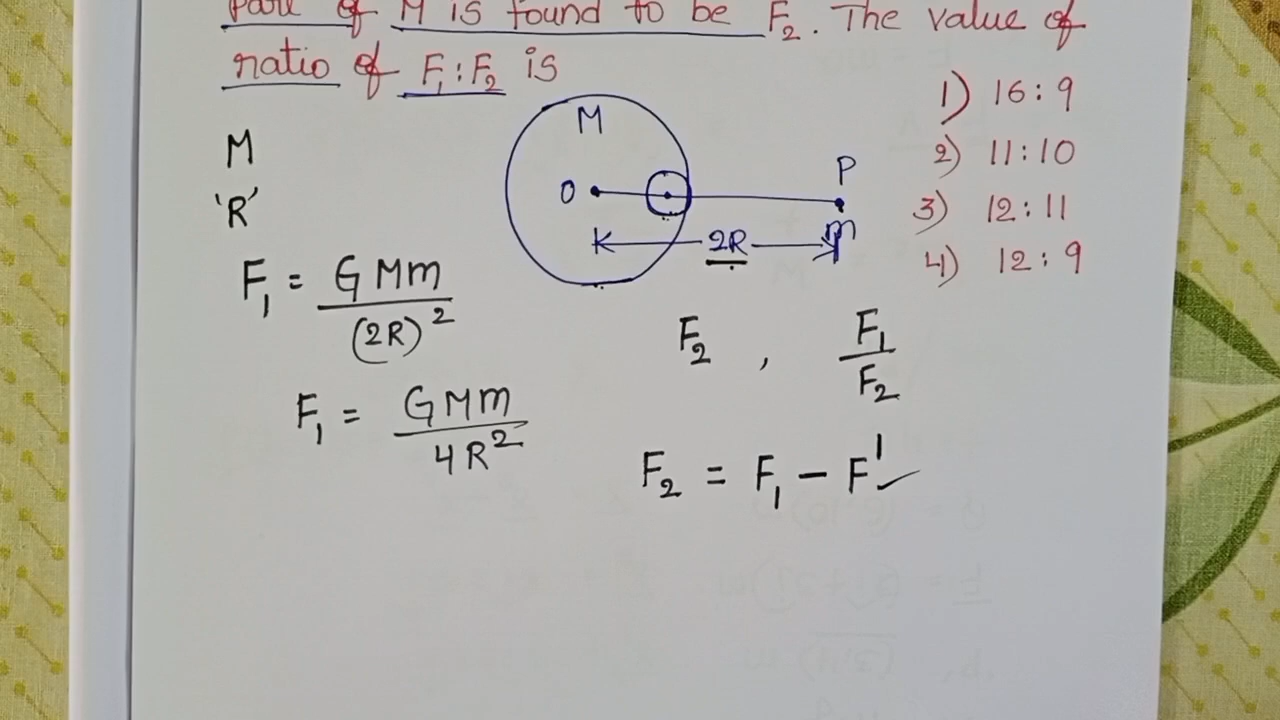 part of M is found to be F₂. The value of
ratio of F₁ : F₂ is
1) 16 : 9
2) 11 : 10
3) 12 : 11
4) 12 : 9
M
'R'
M
O
P
2R
m
F₁ = GMm / (2R)²
F₁ = GMm / 4R²
F₂ , F₁ / F₂
F₂ = F₁ − F'